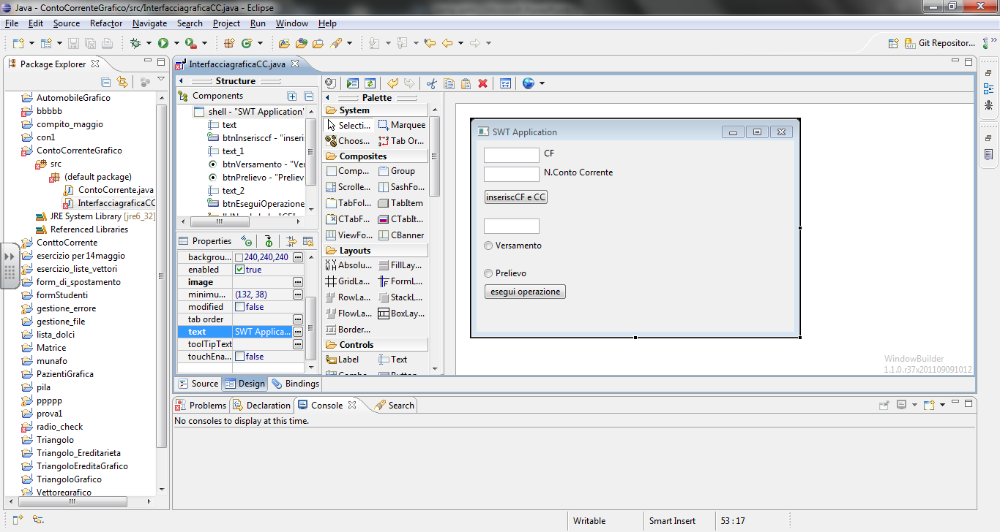 Java - ContoCorrenteGrafico/src/InterfacciagraficaCC.java - Eclipse
File Edit Source Refactor Navigate Search Project Run Window Help
Git Repositor...
Package Explorer
AutomobileGrafico
bbbbb
compito_maggio
con1
ContoCorrenteGrafico
src
(default package)
ContoCorrente.java
InterfacciagraficaCC
JRE System Library [jre6_32]
Referenced Libraries
ConttoCorrente
esercizio per 14maggio
esercizio_liste_vettori
form_di_spostamento
formStudenti
gestione_errore
gestione_file
lista_dolci
Matrice
munafo
PazientiGrafica
pila
ppppp
prova1
radio_check
Triangolo
Triangolo_Ereditarieta
TriangoloEreditaGrafico
TriangoloGrafico
Vettoregrafico
InterfacciagraficaCC.java
Structure
Components
shell - "SWT Application"
text
btnInserisccf - "inseri
text_1
btnVersamento - "Ver
btnPrelievo - "Preliev
text_2
btnEseguiOperazione
Properties
backgrou... 240,240,240
enabled true
image
minimu... (132, 38)
modified false
tab order
text SWT Applica...
toolTipText
touchEna... false
Palette
System
Selecti... Marquee
Choos... Tab Or...
Composites
Comp... Group
Scrolle... SashFo...
TabFol... TabItem
CTabF... CTabIt...
ViewFo... CBanner
Layouts
Absolu... FillLay...
GridLa... FormL...
RowLa... StackL...
FlowLa... BoxLay...
Border...
Controls
Label Text
SWT Application
CF
N.Conto Corrente
inseriscCF e CC
Versamento
Prelievo
esegui operazione
WindowBuilder
1.1.0.r37x201109091012
Source Design Bindings
Problems Declaration Console Search
No consoles to display at this time.
Writable Smart Insert 53 : 17